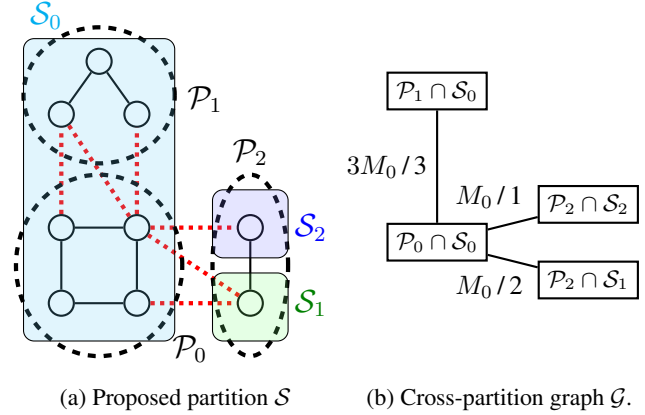 S₀
P₁
P₂
S₂
S₁
P₀
(a) Proposed partition S
P₁ ∩ S₀
3M₀/3
M₀/1
P₂ ∩ S₂
P₀ ∩ S₀
M₀/2
P₂ ∩ S₁
(b) Cross-partition graph G.